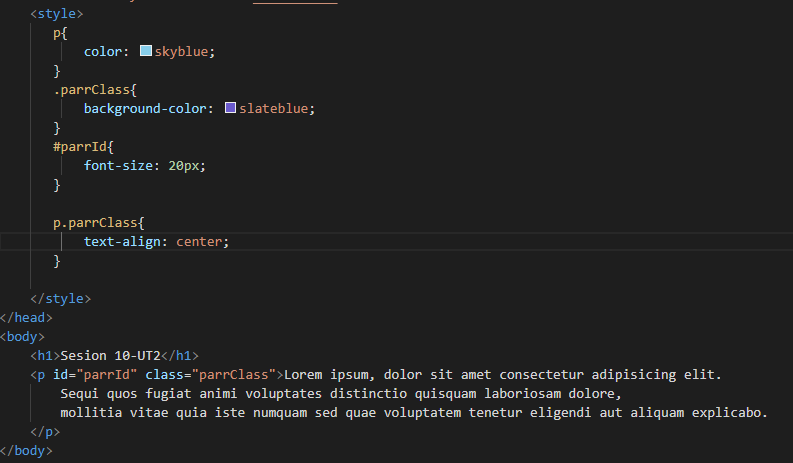 <style>
p{
color: skyblue;
}
.parrClass{
background-color: slateblue;
}
#parrId{
font-size: 20px;
}
p.parrClass{
text-align: center;
}
</style>
</head>
<body>
<h1>Sesion 10-UT2</h1>
<p id="parrId" class="parrClass">Lorem ipsum, dolor sit amet consectetur adipisicing elit.
Sequi quos fugiat animi voluptates distinctio quisquam laboriosam dolore,
mollitia vitae quia iste numquam sed quae voluptatem tenetur eligendi aut aliquam explicabo.
</p>
</body>